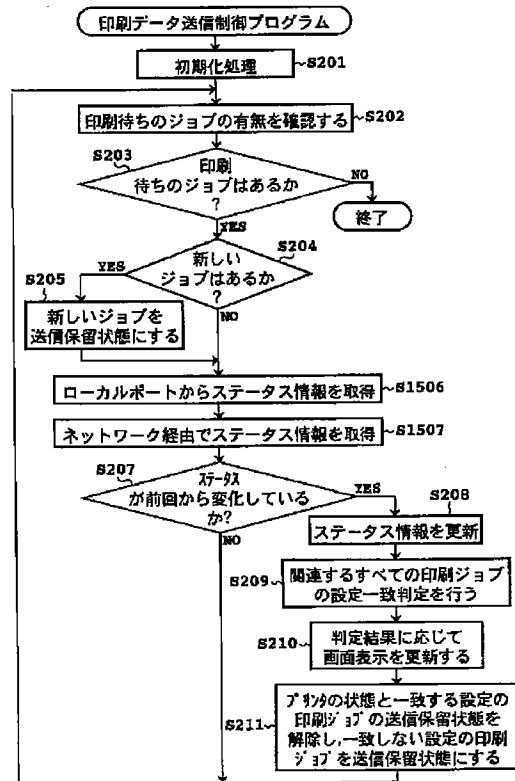 印刷データ送信制御プログラム
初期化処理
S201
印刷待ちのジョブの有無を確認する
S202
S203
印刷
待ちのジョブはあるか
?
NO
終了
YES
S204
新しい
ジョブはあるか
?
YES
S205
新しいジョブを
送信保留状態にする
NO
ローカルポートからステータス情報を取得
S1506
ネットワーク経由でステータス情報を取得
S1507
S207
ステータス
が前回から変化している
か?
YES
NO
S208
ステータス情報を更新
S209
関連するすべての印刷ジョブ
の設定一致判定を行う
S210
判定結果に応じて
画面表示を更新する
S211
プリンタの状態と一致する設定の
印刷ジョブの送信保留状態を
解除し,一致しない設定の印刷
ジョブを送信保留状態にする